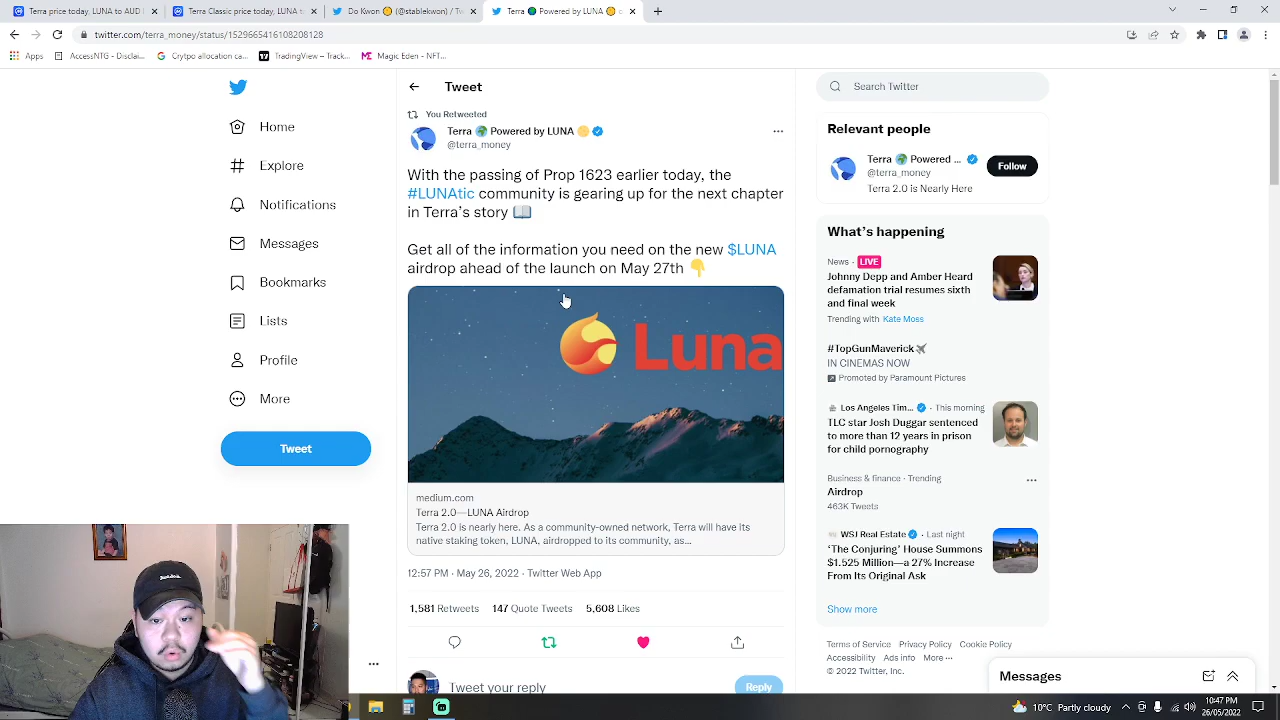 Terra price today, LUNA to AUD l
Terra Classic price today, LUNA t
Do Kwon (@stablekwon) / Tw
Terra Powered by LUNA
twitter.com/terra_money/status/1529665416108208128
Apps
AccessNTG - Disclai...
Crytpo allocation ca...
TradingView – Track...
Magic Eden - NFT...
Home
Explore
Notifications
Messages
Bookmarks
Lists
Profile
More
Tweet
Tweet
You Retweeted
Terra Powered by LUNA
@terra_money
With the passing of Prop 1623 earlier today, the
#LUNAtic community is gearing up for the next chapter
in Terra’s story
Get all of the information you need on the new $LUNA
airdrop ahead of the launch on May 27th
Luna
medium.com
Terra 2.0—LUNA Airdrop
Terra 2.0 is nearly here. As a community-owned network, Terra will have its
native staking token, LUNA, airdropped to its community, as...
12:57 PM · May 26, 2022 · Twitter Web App
1,581 Retweets 147 Quote Tweets 5,608 Likes
Tweet your reply
Reply
Search Twitter
Relevant people
Terra Powered ...
@terra_money
Follow
Terra 2.0 is Nearly Here
What’s happening
News · LIVE
Johnny Depp and Amber Heard
defamation trial resumes sixth
and final week
Trending with Kate Moss
#TopGunMaverick
IN CINEMAS NOW
Promoted by Paramount Pictures
Los Angeles Tim... · This morning
TLC star Josh Duggar sentenced
to more than 12 years in prison
for child pornography
Business & finance · Trending
Airdrop
463K Tweets
WSJ Real Estate · Last night
‘The Conjuring’ House Summons
$1.525 Million—a 27% Increase
From Its Original Ask
Show more
Terms of Service Privacy Policy Cookie Policy
Accessibility Ads info More ···
© 2022 Twitter, Inc.
Messages
10°C Partly cloudy
10:47 PM
26/05/2022